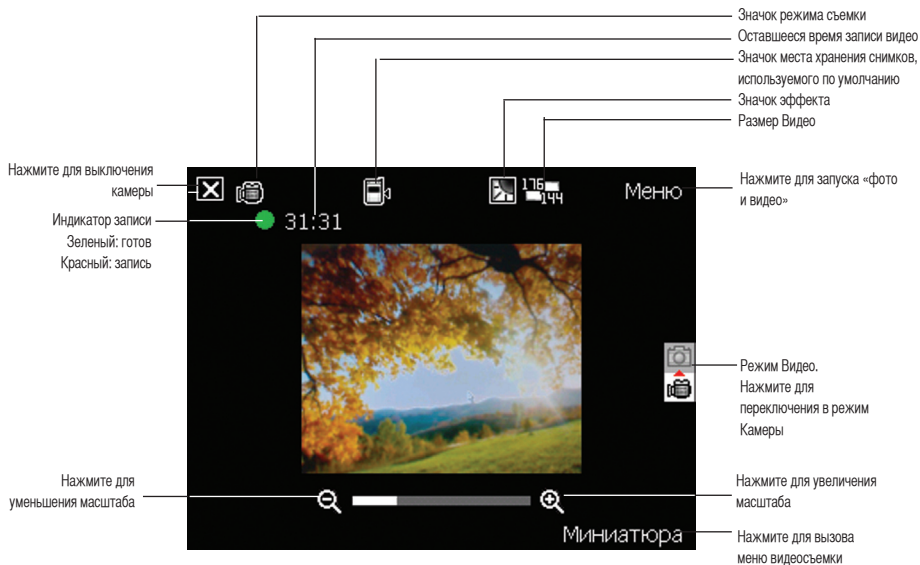 Значок режима съемки
Оставшееся время записи видео
Значок места хранения снимков,
используемого по умолчанию
Значок эффекта
Размер Видео
Нажмите для выключения
камеры
Индикатор записи
Зеленый: готов
Красный: запись
176
144
Меню
31:31
Нажмите для запуска «фото
и видео»
Режим Видео.
Нажмите для
переключения в режим
Камеры
Нажмите для
уменьшения масштаба
Нажмите для увеличения
масштаба
Миниатюра
Нажмите для вызова
меню видеосъемки